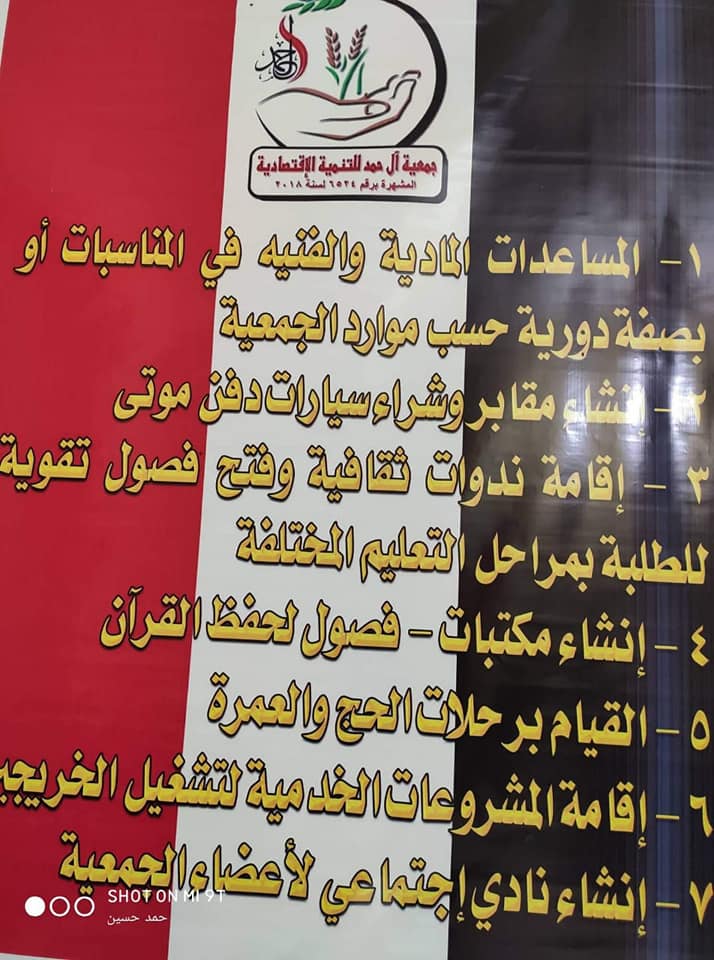 احمد
جمعية آل حمد للتنمية الإقتصادية
المشهرة برقم ٦٥٣٤ لسنة ٢٠١٨
١- المساعدات المادية والفنيه في المناسبات أو
بصفة دورية حسب موارد الجمعية
٢- إنشاء مقابر وشراء سيارات دفن موتى
٣ - إقامة ندوات ثقافية وفتح فصول تقوية
للطلبة بمراحل التعليم المختلفة
٤ - إنشاء مكتبات - فصول لحفظ القرآن
٥ - القيام برحلات الحج والعمرة
٦ - إقامة المشروعات الخدمية لتشغيل
٧ - إنشاء نادي إجتماعي لأعضاء الجمعية
SHOT ON MI 9T
حمد حسين